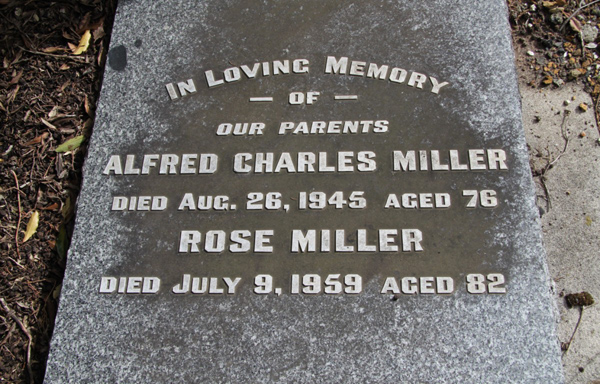 IN LOVING MEMORY
— OF —
OUR PARENTS
ALFRED CHARLES MILLER
DIED AUG. 26, 1945 AGED 76
ROSE MILLER
DIED JULY 9, 1959 AGED 82